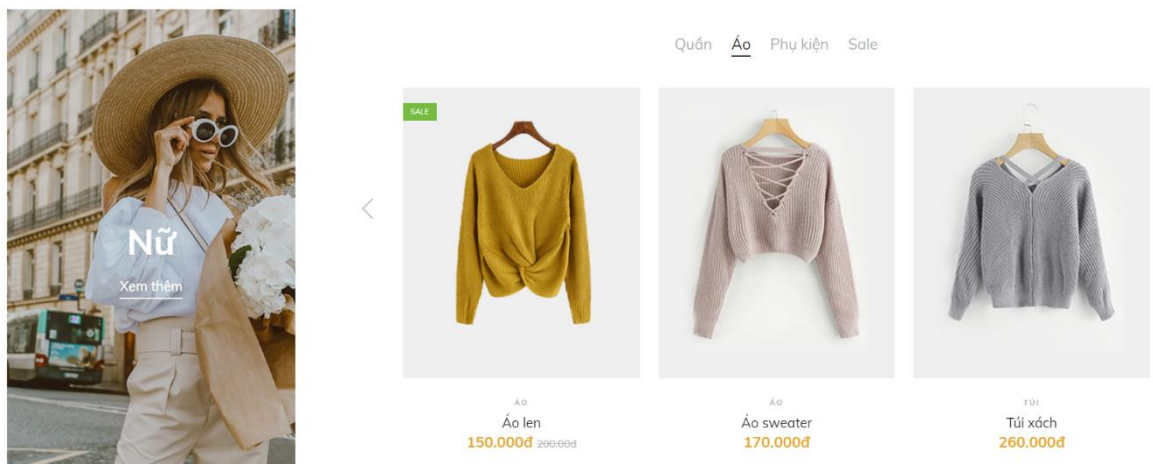 Nữ
Xem thêm
Quần Áo Phụ kiện Sale
SALE
ÁO
Áo len
150.000đ 200.00đ
ÁO
Áo sweater
170.000đ
TÚI
Túi xách
260.000đ